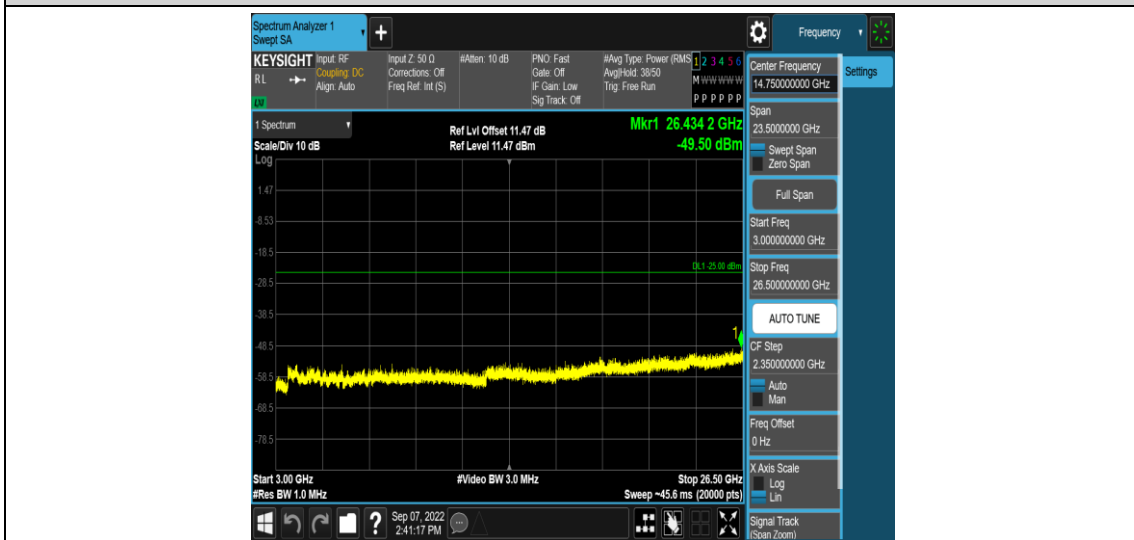 Spectrum Analyzer 1
Swept SA
+
Frequency
KEYSIGHT
RL
Input: RF
Coupling: DC
Align: Auto
Input Z: 50 Ω
Corrections: Off
Freq Ref: Int (S)
#Atten: 10 dB
PNO: Fast
Gate: Off
IF Gain: Low
Sig Track: Off
#Avg Type: Power (RMS
Avg|Hold: 38/50
Trig: Free Run
1 2 3 4 5 6
M W W W W W
P P P P P P
1 Spectrum
Scale/Div 10 dB
Ref Lvl Offset 11.47 dB
Ref Level 11.47 dBm
Mkr1 26.434 2 GHz
-49.50 dBm
Log
1.47
-8.53
-18.5
-28.5
-38.5
-48.5
-58.5
-68.5
-78.5
DL1 -25.00 dBm
1
Start 3.00 GHz
#Res BW 1.0 MHz
#Video BW 3.0 MHz
Stop 26.50 GHz
Sweep ~45.6 ms (20000 pts)
Center Frequency
14.750000000 GHz
Settings
Span
23.5000000 GHz
Swept Span
Zero Span
Full Span
Start Freq
3.000000000 GHz
Stop Freq
26.500000000 GHz
AUTO TUNE
CF Step
2.350000000 GHz
Auto
Man
Freq Offset
0 Hz
X Axis Scale
Log
Lin
Signal Track
(Span Zoom)
?
Sep 07, 2022
2:41:17 PM